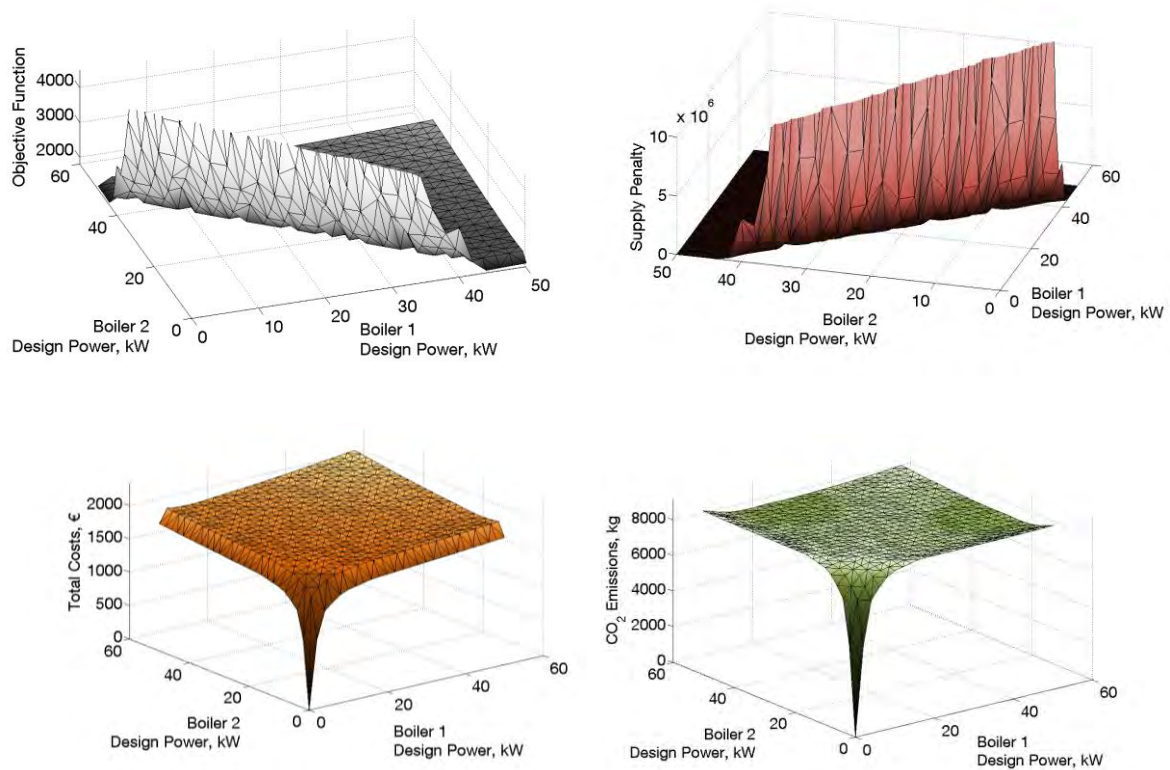 Objective Function
4000
3000
2000
60
40
20
0
0
10
20
30
40
50
Boiler 2
Design Power, kW
Boiler 1
Design Power, kW
x 10^6
Supply Penalty
10
5
0
50
40
30
20
10
0
0
20
40
60
Boiler 2
Design Power, kW
Boiler 1
Design Power, kW
Total Costs, €
2000
1500
1000
500
0
60
40
20
0
0
20
40
60
Boiler 2
Design Power, kW
Boiler 1
Design Power, kW
CO₂ Emissions, kg
8000
6000
4000
2000
0
60
40
20
0
0
20
40
60
Boiler 2
Design Power, kW
Boiler 1
Design Power, kW